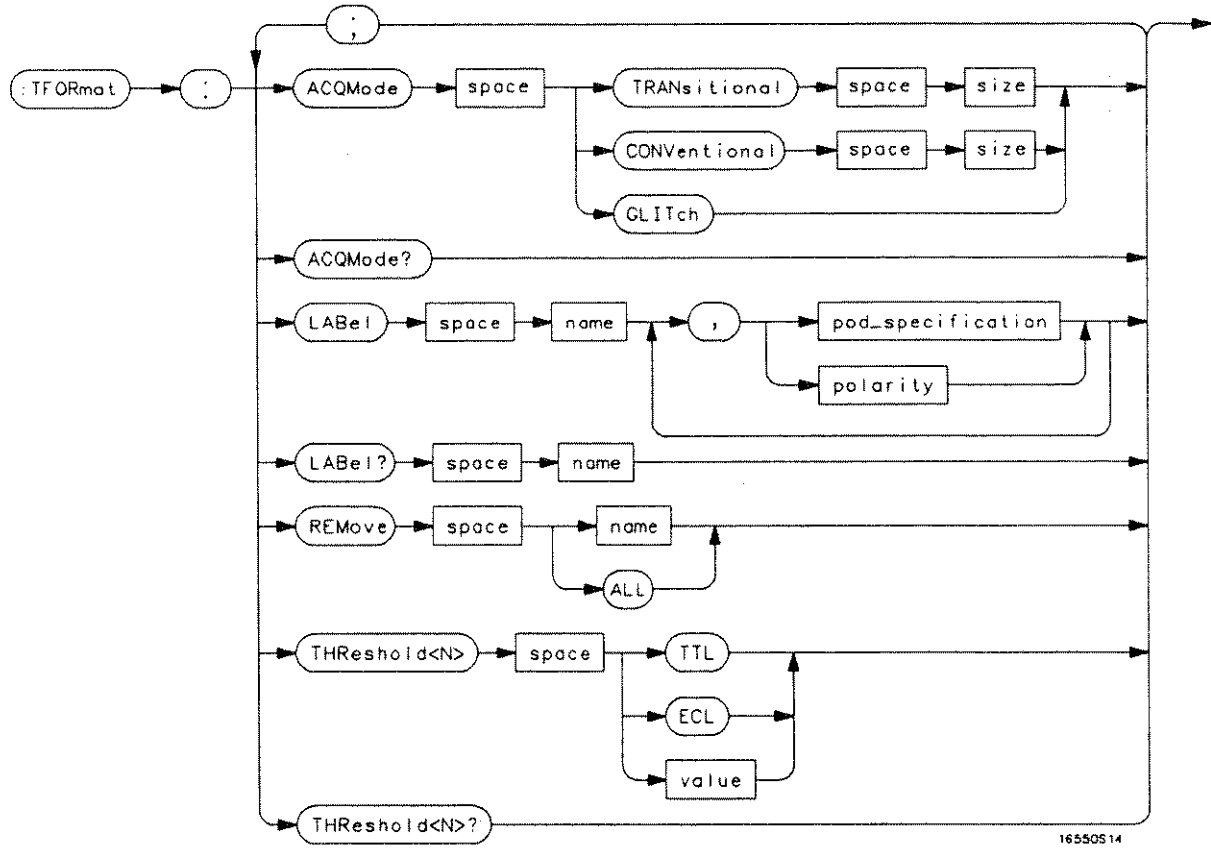 ;
:TFORmat : ACQMode space TRANsitional space size
CONVentional space size
GLITch
ACQMode?
LABel space name , pod_specification
polarity
LABel? space name
REMove space name
ALL
THReshold<N> space TTL
ECL
value
THReshold<N>?
16550S14